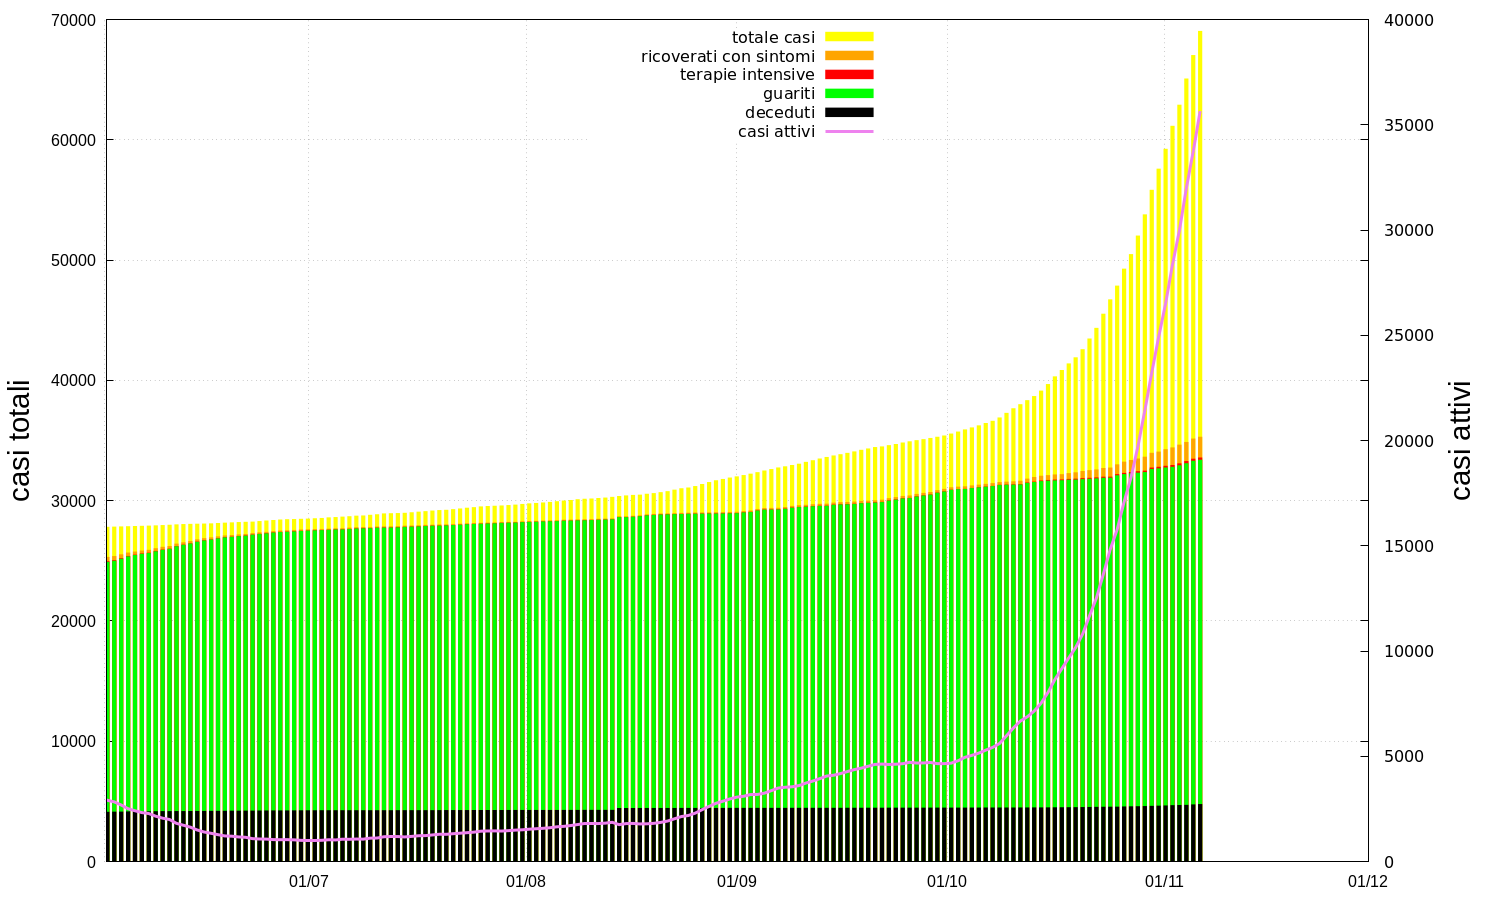 70000
60000
50000
40000
30000
20000
10000
0
casi totali
totale casi
ricoverati con sintomi
terapie intensive
guariti
deceduti
casi attivi
40000
35000
30000
25000
20000
15000
10000
5000
0
casi attivi
01/07
01/08
01/09
01/10
01/11
01/12